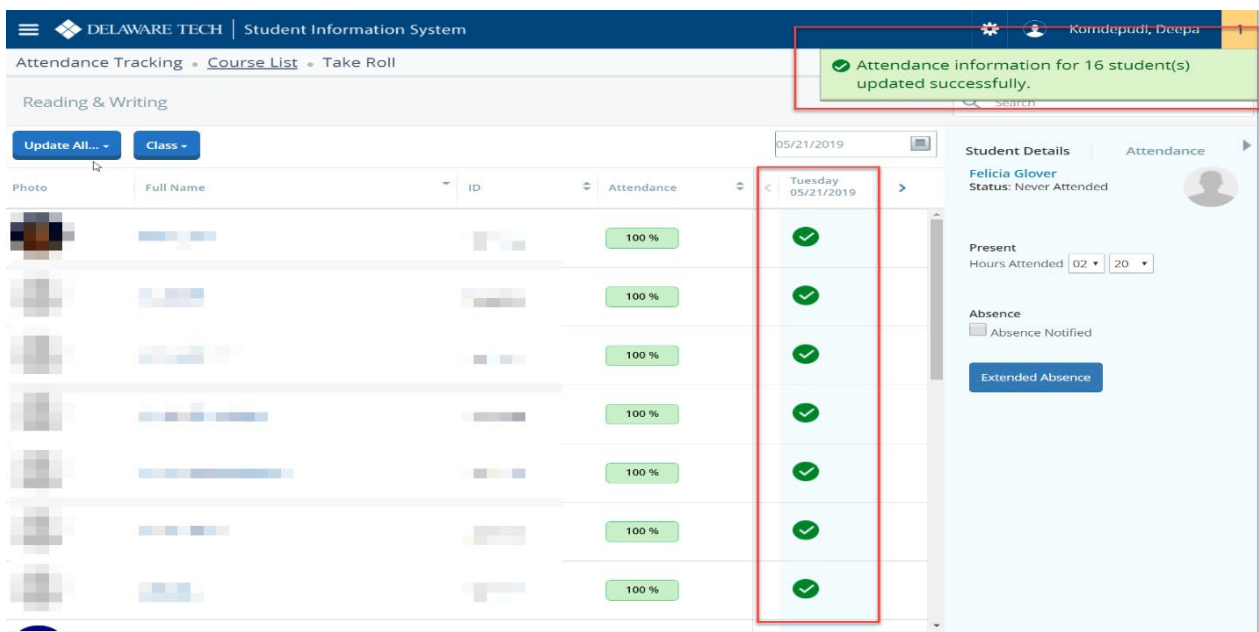 DELAWARE TECH | Student Information System
Komdepudi, Deepa
1
Attendance Tracking • Course List • Take Roll
Attendance information for 16 student(s)
updated successfully.
Reading & Writing
Search
Update All...
Class
05/21/2019
Student Details
Attendance
Photo
Full Name
ID
Attendance
<
Tuesday
05/21/2019
>
Felicia Glover
Status: Never Attended
100 %
Present
Hours Attended 02 20
100 %
Absence
Absence Notified
100 %
Extended Absence
100 %
100 %
100 %
100 %